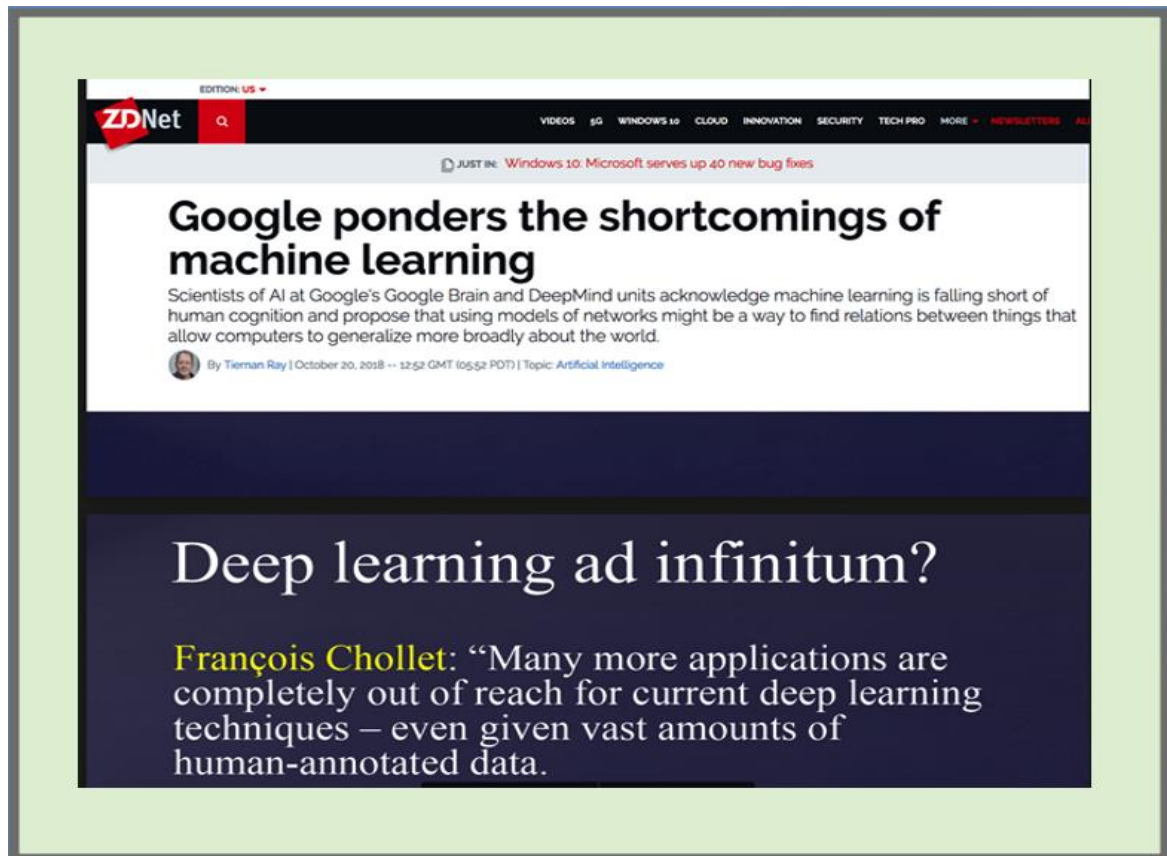 EDITION: US
ZDNet
VIDEOS 5G WINDOWS 10 CLOUD INNOVATION SECURITY TECH PRO MORE NEWSLETTERS
JUST IN: Windows 10: Microsoft serves up 40 new bug fixes
Google ponders the shortcomings of
machine learning
Scientists of AI at Google's Google Brain and DeepMind units acknowledge machine learning is falling short of
human cognition and propose that using models of networks might be a way to find relations between things that
allow computers to generalize more broadly about the world.
By Tiernan Ray | October 20, 2018 -- 12:52 GMT (05:52 PDT) | Topic: Artificial Intelligence
Deep learning ad infinitum?
François Chollet: “Many more applications are
completely out of reach for current deep learning
techniques – even given vast amounts of
human-annotated data.